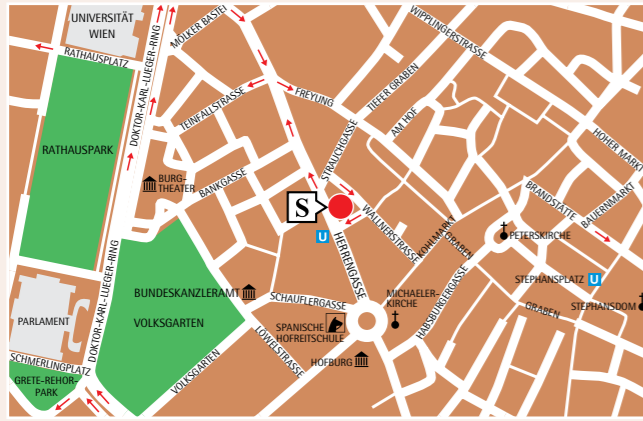 UNIVERSITÄT
WIEN
MÖLKER BASTEI
WIPPLINGERSTRASSE
RATHAUSPLATZ
DOKTOR-KARL-LUEGER-RING
TEINFALLSTRASSE
FREYUNG
TIEFER GRABEN
AM HOF
HOHER MARKT
RATHAUSPARK
STRAUCHGASSE
BURG-
THEATER
BANKGASSE
BRANDSTÄTTE
BAUERNMARKT
S
WALLNERSTRASSE
KOHLMARKT
GRABEN
PETERSKIRCHE
U
HERRENGASSE
DOKTOR-KARL-LUEGER-RING
HABSBURGERGASSE
STEPHANSPLATZ U
BUNDESKANZLERAMT
SCHAUFLERGASSE
MICHAELER-
KIRCHE
GRABEN
STEPHANSDOM
PARLAMENT
VOLKSGARTEN
LÖWELSTRASSE
SPANISCHE
HOFREITSCHULE
SCHMERLINGPLATZ
VOLKSGARTEN
HOFBURG
GRETE-REHOR-
PARK